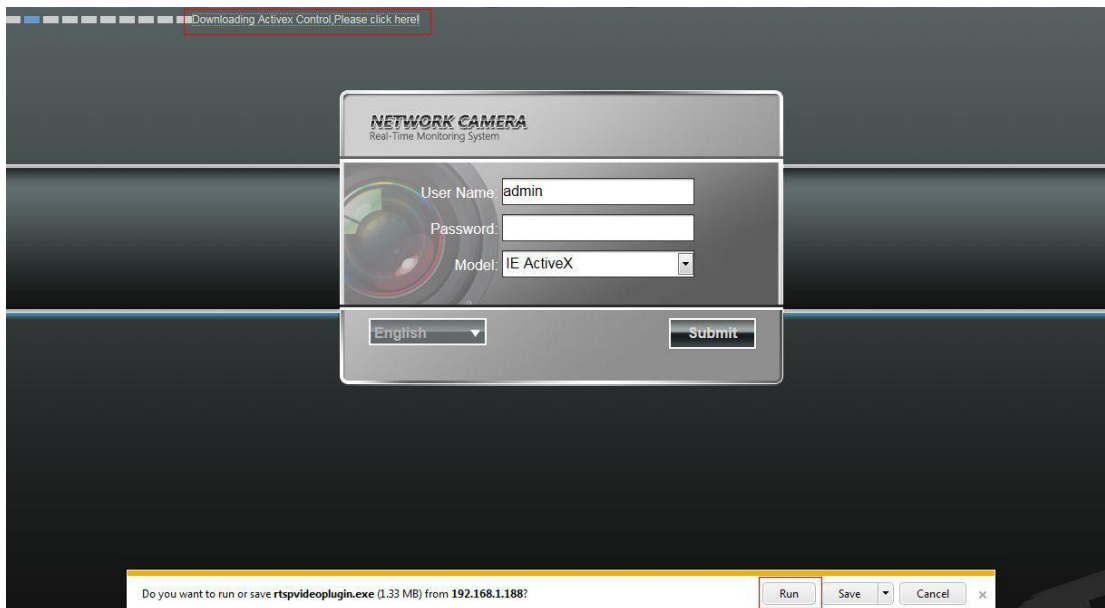 Downloading Activex Control,Please click here!
NETWORK CAMERA
Real-Time Monitoring System
User Name: admin
Password:
Model: IE ActiveX
English
Submit
Do you want to run or save rtspvideoplugin.exe (1.33 MB) from 192.168.1.188?
Run
Save
Cancel